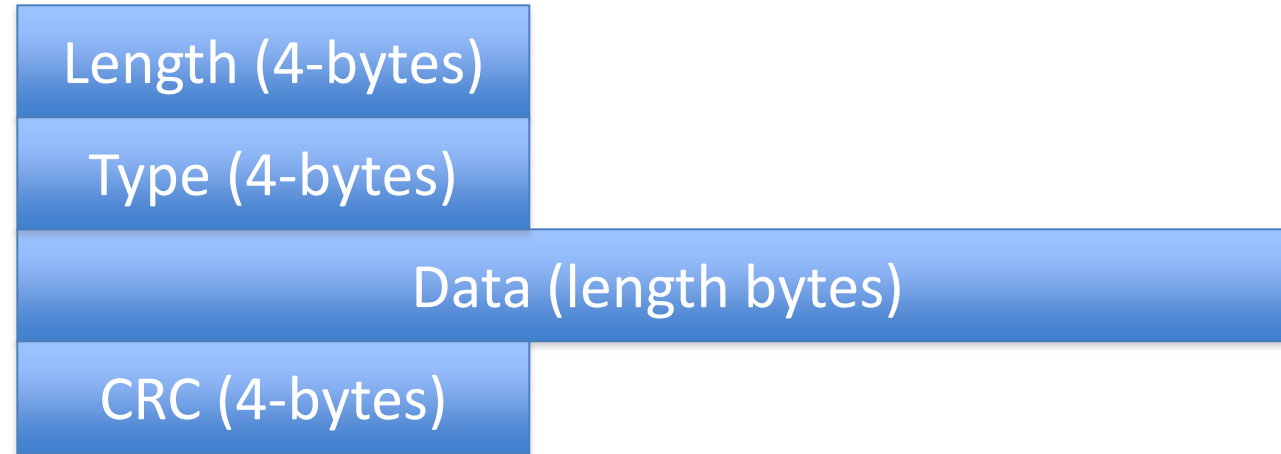 Length (4-bytes)
Type (4-bytes)
Data (length bytes)
CRC (4-bytes)